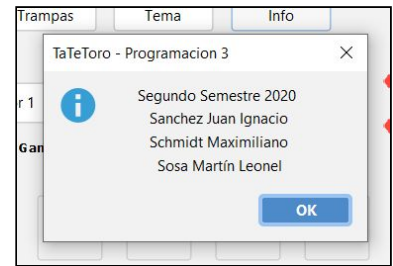 Trampas Tema Info
TaTeToro - Programacion 3
Segundo Semestre 2020
r 1
Sanchez Juan Ignacio
Schmidt Maximiliano
Gan
Sosa Martín Leonel
OK